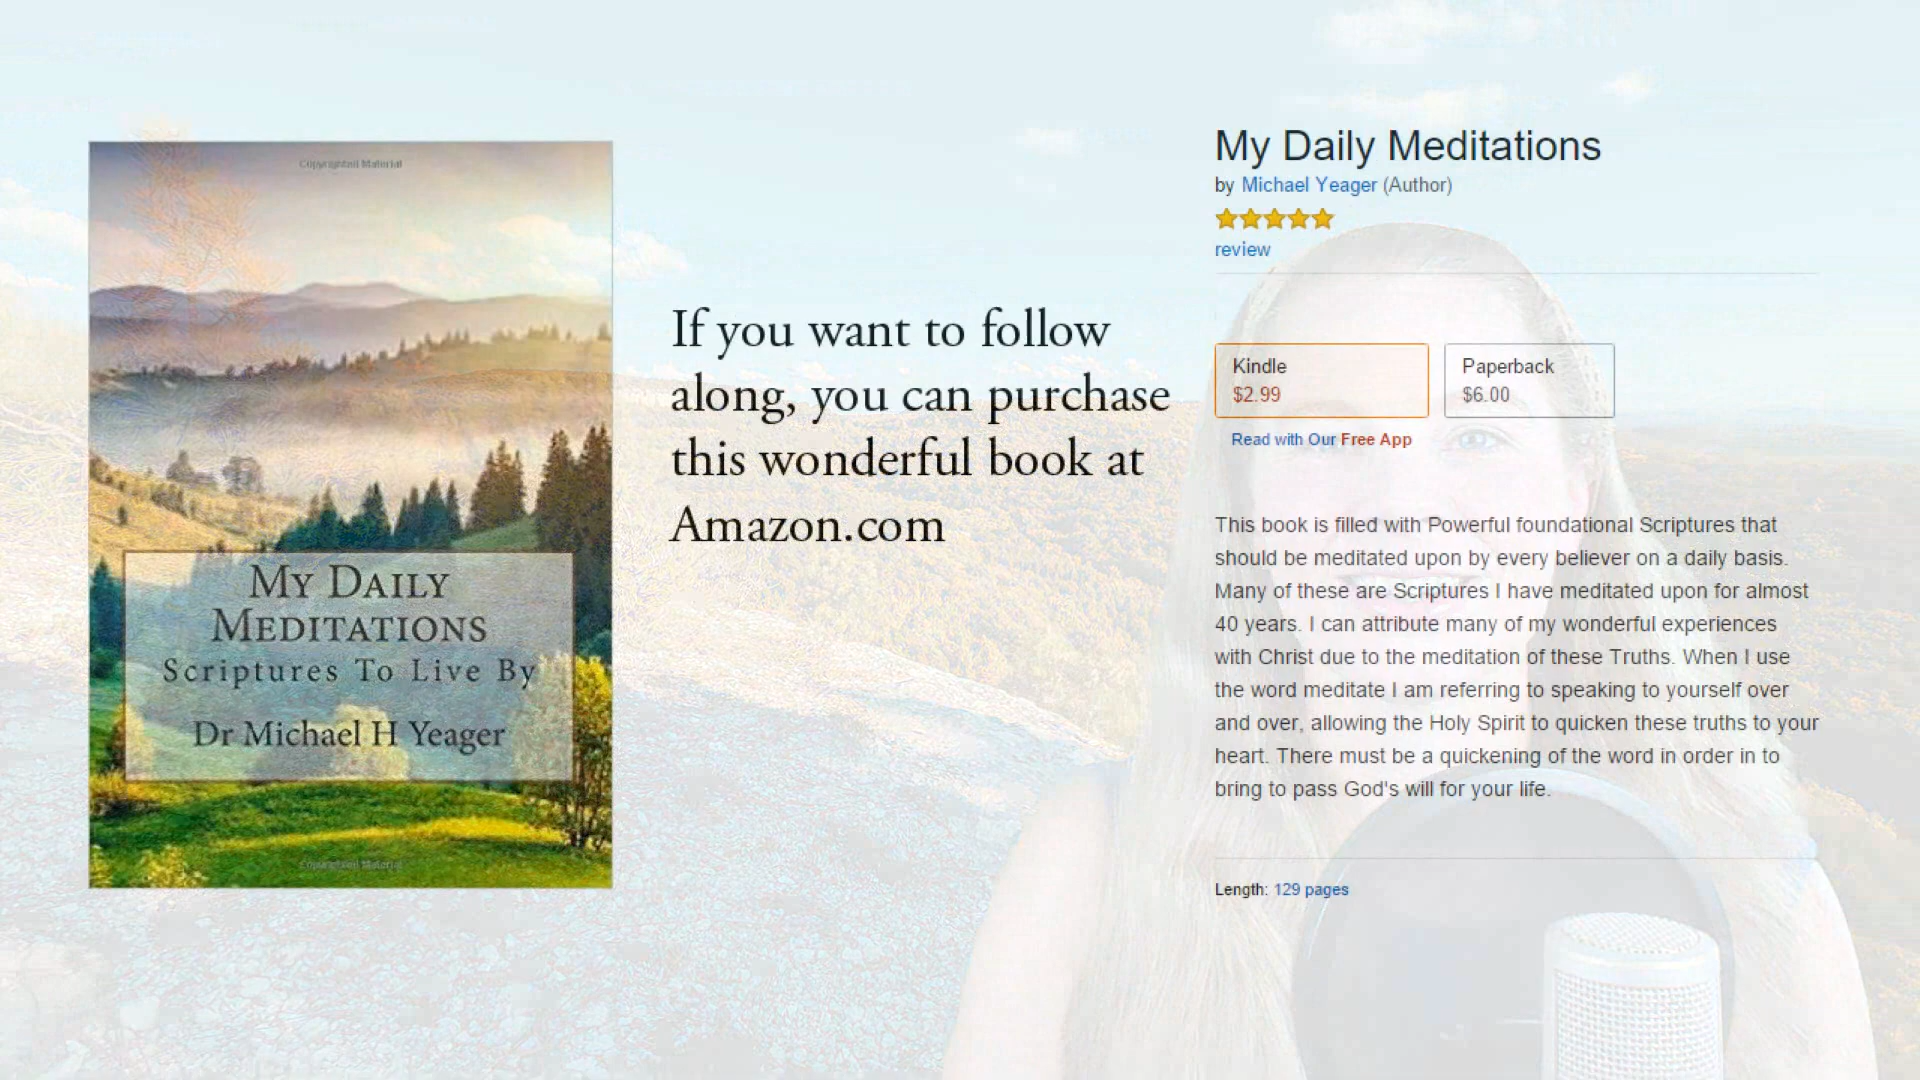 Copyrighted Material
My Daily
Meditations
Scriptures To Live By
Dr Michael H Yeager
Copyrighted Material
If you want to follow
along, you can purchase
this wonderful book at
Amazon.com
My Daily Meditations
by Michael Yeager (Author)
review
Kindle
$2.99
Paperback
$6.00
Read with Our Free App
This book is filled with Powerful foundational Scriptures that
should be meditated upon by every believer on a daily basis.
Many of these are Scriptures I have meditated upon for almost
40 years. I can attribute many of my wonderful experiences
with Christ due to the meditation of these Truths. When I use
the word meditate I am referring to speaking to yourself over
and over, allowing the Holy Spirit to quicken these truths to your
heart. There must be a quickening of the word in order in to
bring to pass God's will for your life.
Length: 129 pages